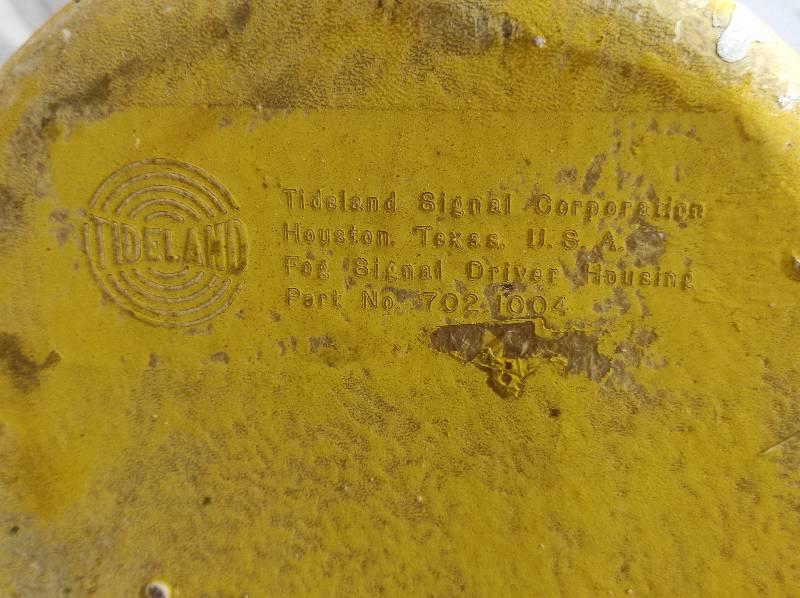 TIDELAND
Tideland Signal Corporation
Houston, Texas, U.S.A.
Fog Signal Driver Housing
Part No. 702.1004